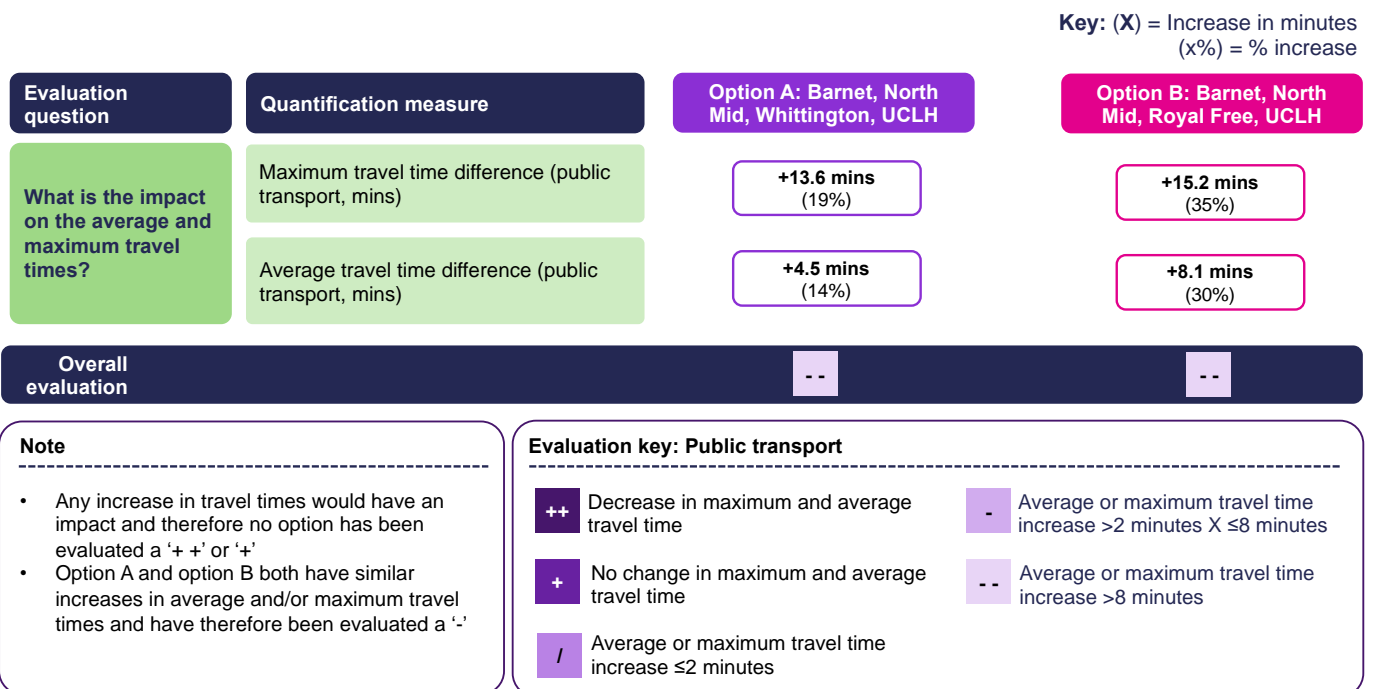 Key: (X) = Increase in minutes
(x%) = % increase
Evaluation
question
Quantification measure
Option A: Barnet, North
Mid, Whittington, UCLH
Option B: Barnet, North
Mid, Royal Free, UCLH
What is the impact
on the average and
maximum travel
times?
Maximum travel time difference (public
transport, mins)
+13.6 mins
(19%)
+15.2 mins
(35%)
Average travel time difference (public
transport, mins)
+4.5 mins
(14%)
+8.1 mins
(30%)
Overall
evaluation
- -
- -
Note
• Any increase in travel times would have an
impact and therefore no option has been
evaluated a ‘+ +’ or ‘+’
• Option A and option B both have similar
increases in average and/or maximum travel
times and have therefore been evaluated a ‘-’
Evaluation key: Public transport
++ Decrease in maximum and average
travel time
+ No change in maximum and average
travel time
/ Average or maximum travel time
increase ≤2 minutes
- Average or maximum travel time
increase >2 minutes X ≤8 minutes
- - Average or maximum travel time
increase >8 minutes